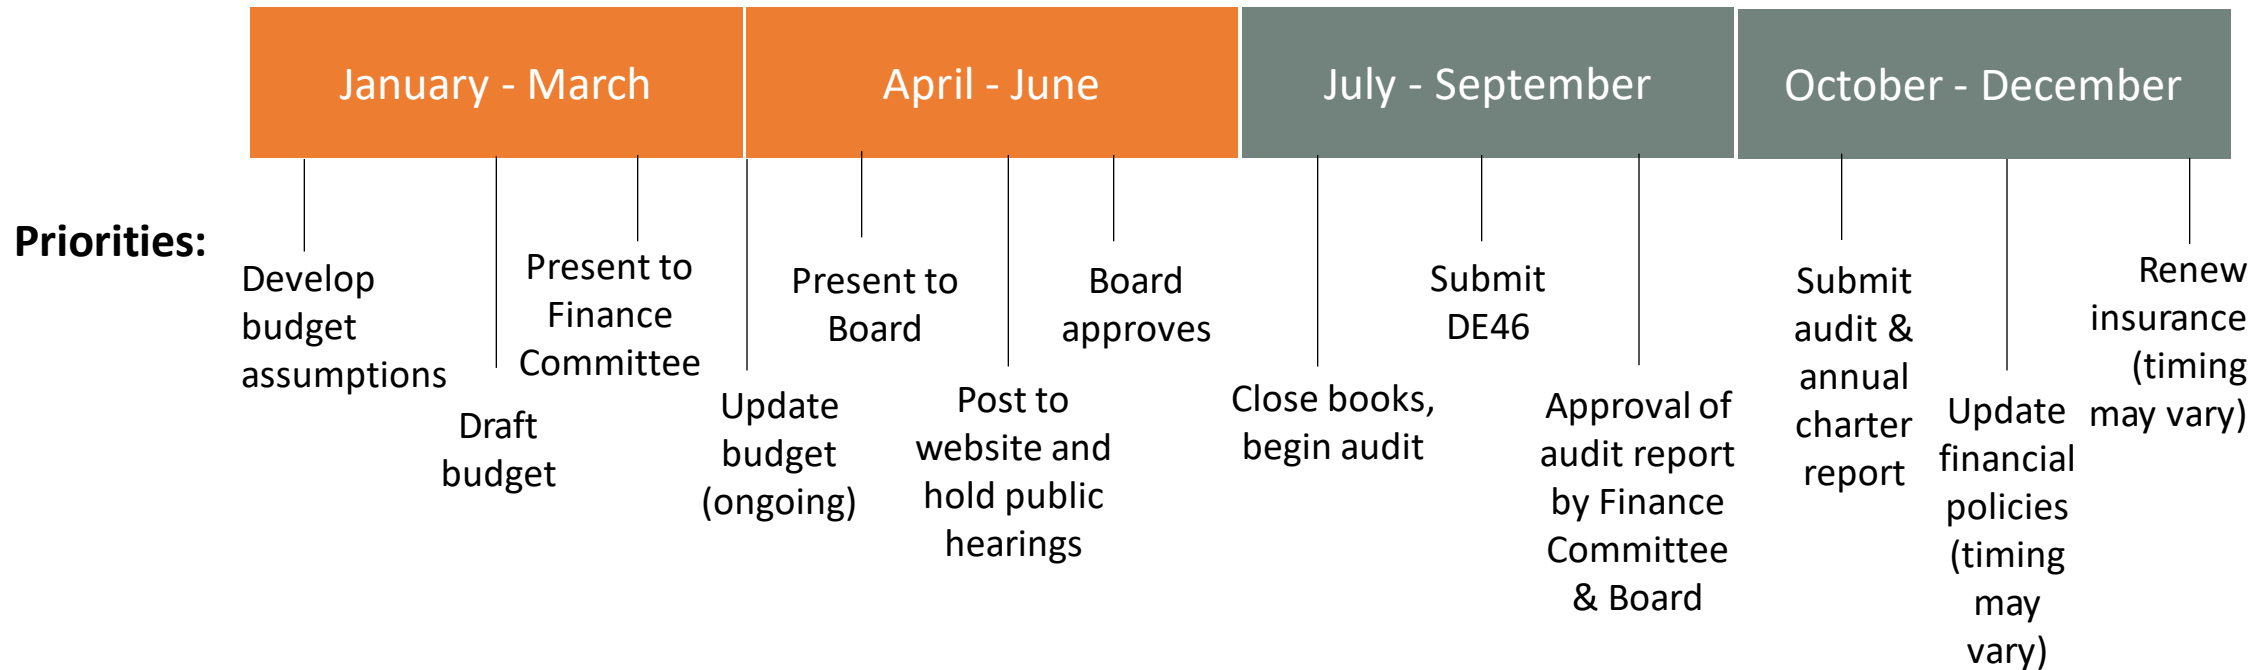 January - March
April - June
July - September
October - December
Priorities:
Develop
budget
assumptions
Draft
budget
Present to
Finance
Committee
Update
budget
(ongoing)
Present to
Board
Post to
website and
hold public
hearings
Board
approves
Close books,
begin audit
Submit
DE46
Approval of
audit report
by Finance
Committee
& Board
Submit
audit &
annual
charter
report
Update
financial
policies
(timing
may
vary)
Renew
insurance
(timing
may vary)